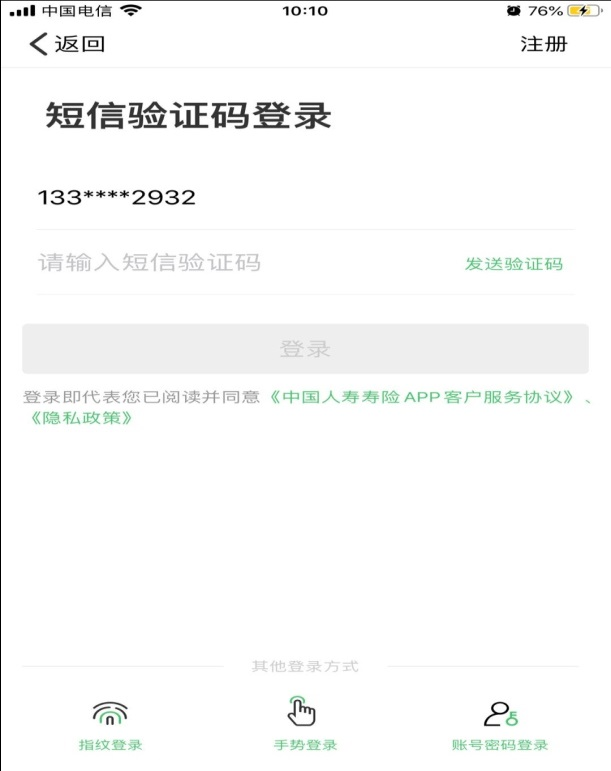 中国电信 10:10 76%
返回 注册
短信验证码登录
133****2932
请输入短信验证码 发送验证码
登录
登录即代表您已阅读并同意《中国人寿寿险APP客户服务协议》、
《隐私政策》
其他登录方式
指纹登录 手势登录 账号密码登录